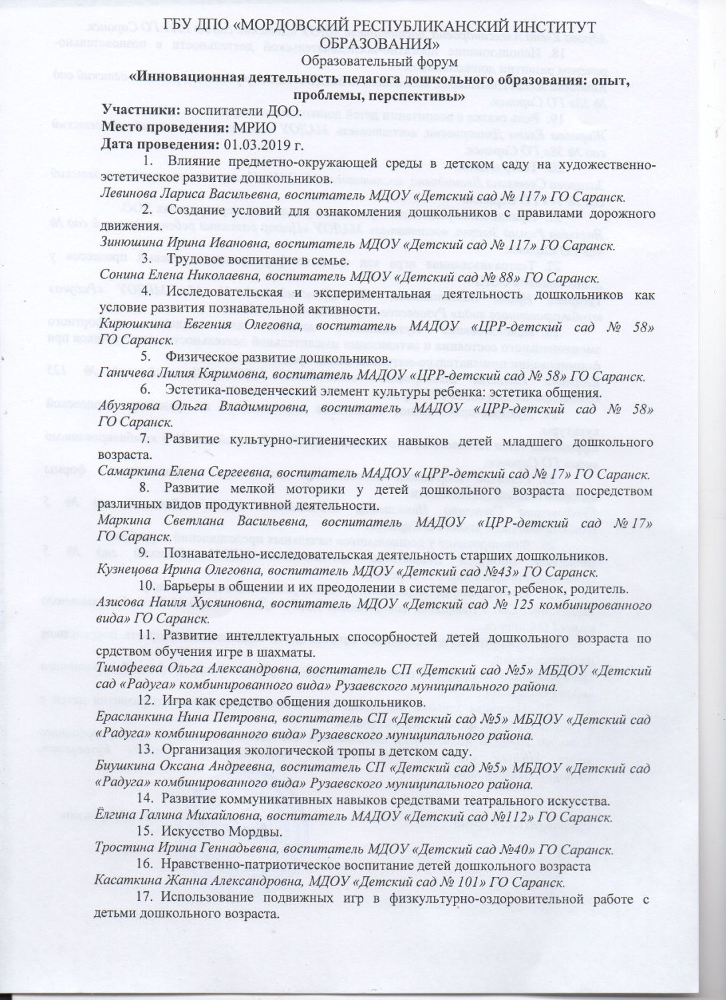 ГБУ ДПО «МОРДОВСКИЙ РЕСПУБЛИКАНСКИЙ ИНСТИТУТ
ОБРАЗОВАНИЯ»
Образовательный форум
«Инновационная деятельность педагога дошкольного образования: опыт,
проблемы, перспективы»
Участники: воспитатели ДОО.
Место проведения: МРИО
Дата проведения: 01.03.2019 г.
1. Влияние предметно-окружающей среды в детском саду на художественно-
эстетическое развитие дошкольников.
Левинова Лариса Васильевна, воспитатель МДОУ «Детский сад № 117» ГО Саранск.
2. Создание условий для ознакомления дошкольников с правилами дорожного
движения.
Зинюшина Ирина Ивановна, воспитатель МДОУ «Детский сад № 117» ГО Саранск.
3. Трудовое воспитание в семье.
Сонина Елена Николаевна, воспитатель МДОУ «Детский сад № 88» ГО Саранск.
4. Исследовательская и экспериментальная деятельность дошкольников как
условие развития познавательной активности.
Кирюшкина Евгения Олеговна, воспитатель МАДОУ «ЦРР-детский сад № 58»
ГО Саранск.
5. Физическое развитие дошкольников.
Ганичева Лилия Кяримовна, воспитатель МАДОУ «ЦРР-детский сад № 58» ГО Саранск.
6. Эстетика-поведенческий элемент культуры ребенка: эстетика общения.
Абузярова Ольга Владимировна, воспитатель МАДОУ «ЦРР-детский сад № 58»
ГО Саранск.
7. Развитие культурно-гигиенических навыков детей младшего дошкольного
возраста.
Самаркина Елена Сергеевна, воспитатель МАДОУ «ЦРР-детский сад № 17» ГО Саранск.
8. Развитие мелкой моторики у детей дошкольного возраста посредством
различных видов продуктивной деятельности.
Маркина Светлана Васильевна, воспитатель МАДОУ «ЦРР-детский сад № 17»
ГО Саранск.
9. Познавательно-исследовательская деятельность старших дошкольников.
Кузнецова Ирина Олеговна, воспитатель МДОУ «Детский сад №43» ГО Саранск.
10. Барьеры в общении и их преодолении в системе педагог, ребенок, родитель.
Азисова Наиля Хусяиновна, воспитатель МДОУ «Детский сад № 125 комбинированного
вида» ГО Саранск.
11. Развитие интеллектуальных способностей детей дошкольного возраста по
срдством обучения игре в шахматы.
Тимофеева Ольга Александровна, воспитатель СП «Детский сад №5» МБДОУ «Детский
сад «Радуга» комбинированного вида» Рузаевского муниципального района.
12. Игра как средство общения дошкольников.
Ерасланкина Нина Петровна, воспитатель СП «Детский сад №5» МБДОУ «Детский сад
«Радуга» комбинированного вида» Рузаевского муниципального района.
13. Организация экологической тропы в детском саду.
Биушкина Оксана Андреевна, воспитатель СП «Детский сад №5» МБДОУ «Детский сад
«Радуга» комбинированного вида» Рузаевского муниципального района.
14. Развитие коммуникативных навыков средствами театрального искусства.
Ёлгина Галина Михайловна, воспитатель МАДОУ «Детский сад №112» ГО Саранск.
15. Искусство Мордвы.
Тростина Ирина Геннадьевна, воспитатель МДОУ «Детский сад №40» ГО Саранск.
16. Нравственно-патриотическое воспитание детей дошкольного возраста
Касаткина Жанна Александровна, МДОУ «Детский сад № 101» ГО Саранск.
17. Использование подвижных игр в физкультурно-оздоровительной работе с
детьми дошкольного возраста.